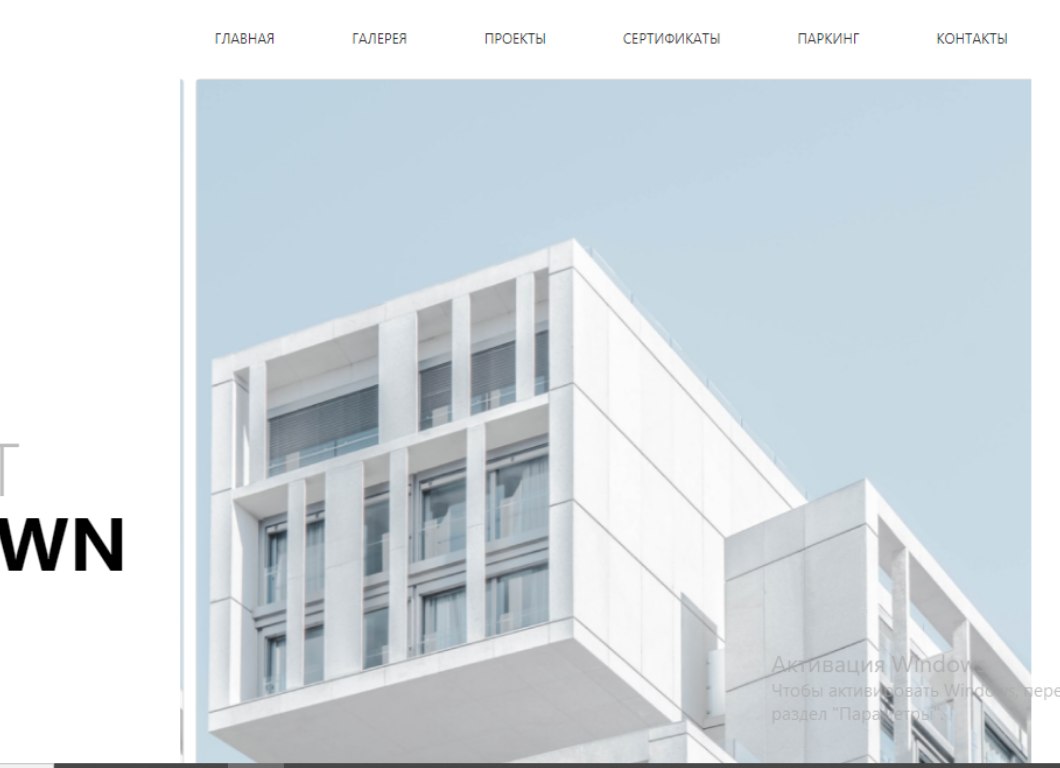 ГЛАВНАЯ ГАЛЕРЕЯ ПРОЕКТЫ СЕРТИФИКАТЫ ПАРКИНГ КОНТАКТЫ
Т
WN
Активация Windows
Чтобы активировать Windows, пере
раздел "Параметры".